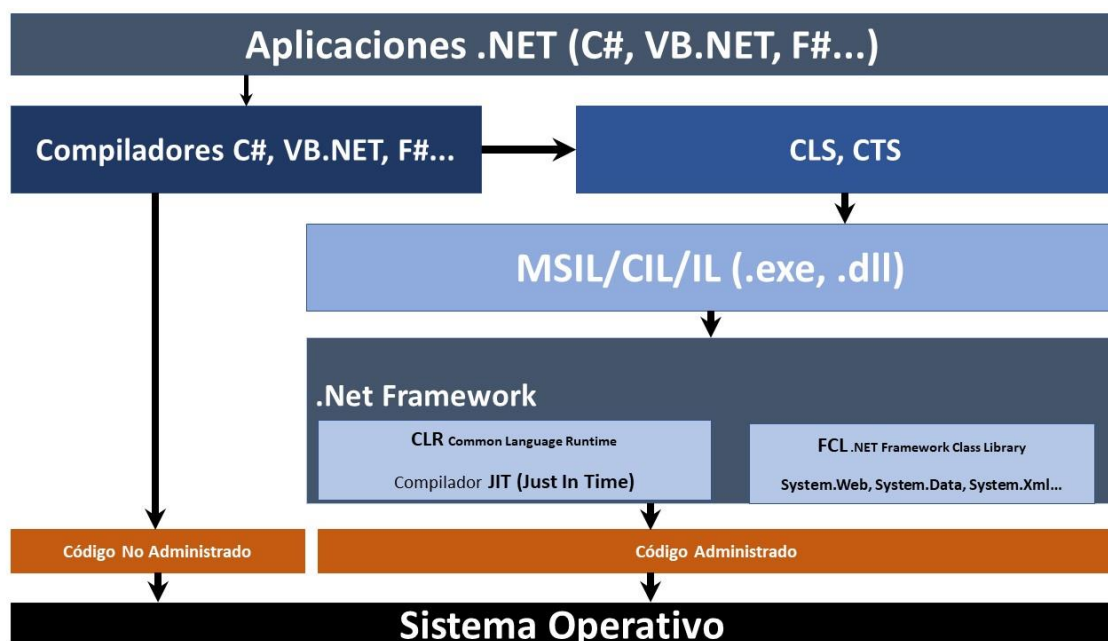 Aplicaciones .NET (C#, VB.NET, F#...)
Compiladores C#, VB.NET, F#...
CLS, CTS
MSIL/CIL/IL (.exe, .dll)
.Net Framework
CLR Common Language Runtime
Compilador JIT (Just In Time)
FCL .NET Framework Class Library
System.Web, System.Data, System.Xml...
Código No Administrado
Código Administrado
Sistema Operativo